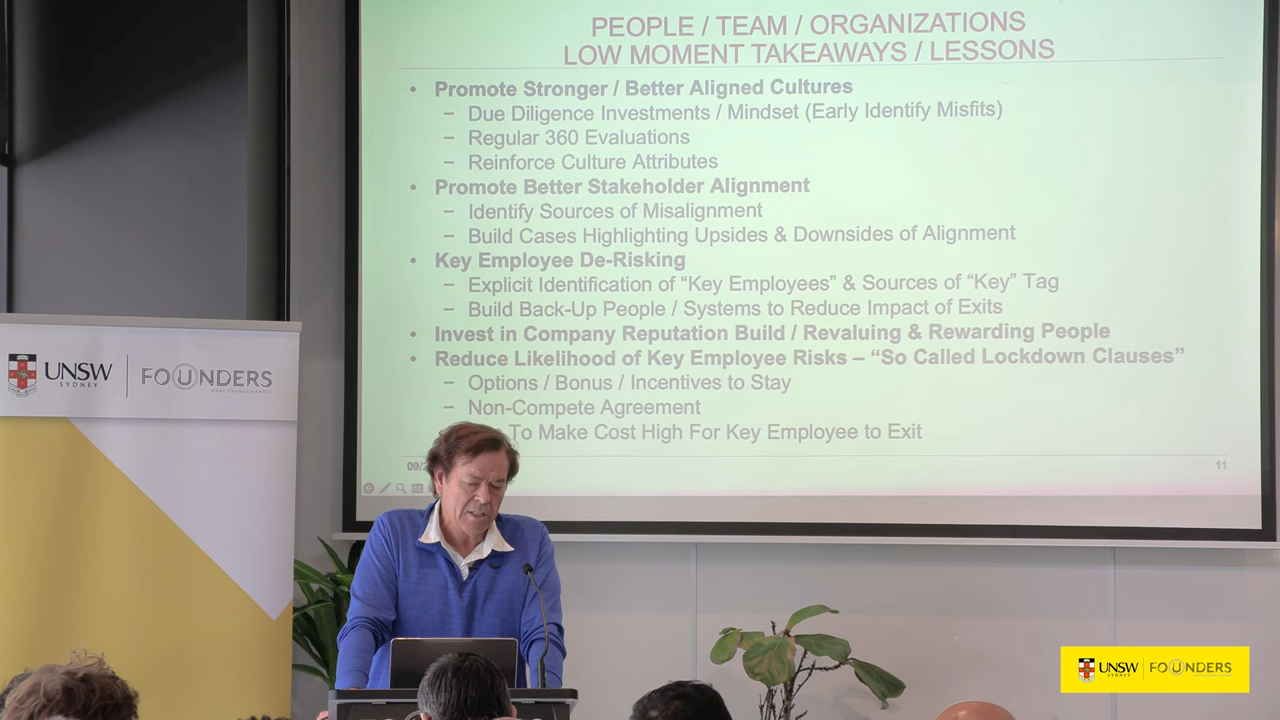 PEOPLE / TEAM / ORGANIZATIONS
LOW MOMENT TAKEAWAYS / LESSONS
• Promote Stronger / Better Aligned Cultures
– Due Diligence Investments / Mindset (Early Identify Misfits)
– Regular 360 Evaluations
– Reinforce Culture Attributes
• Promote Better Stakeholder Alignment
– Identify Sources of Misalignment
– Build Cases Highlighting Upsides & Downsides of Alignment
• Key Employee De-Risking
– Explicit Identification of “Key Employees” & Sources of “Key” Tag
– Build Back-Up People / Systems to Reduce Impact of Exits
• Invest in Company Reputation Build / Revaluing & Rewarding People
• Reduce Likelihood of Key Employee Risks – “So Called Lockdown Clauses”
– Options / Bonus / Incentives to Stay
– Non-Compete Agreement
To Make Cost High For Key Employee to Exit
09/
11
UNSW
SYDNEY
FOUNDERS
UNSW
SYDNEY
FOUNDERS